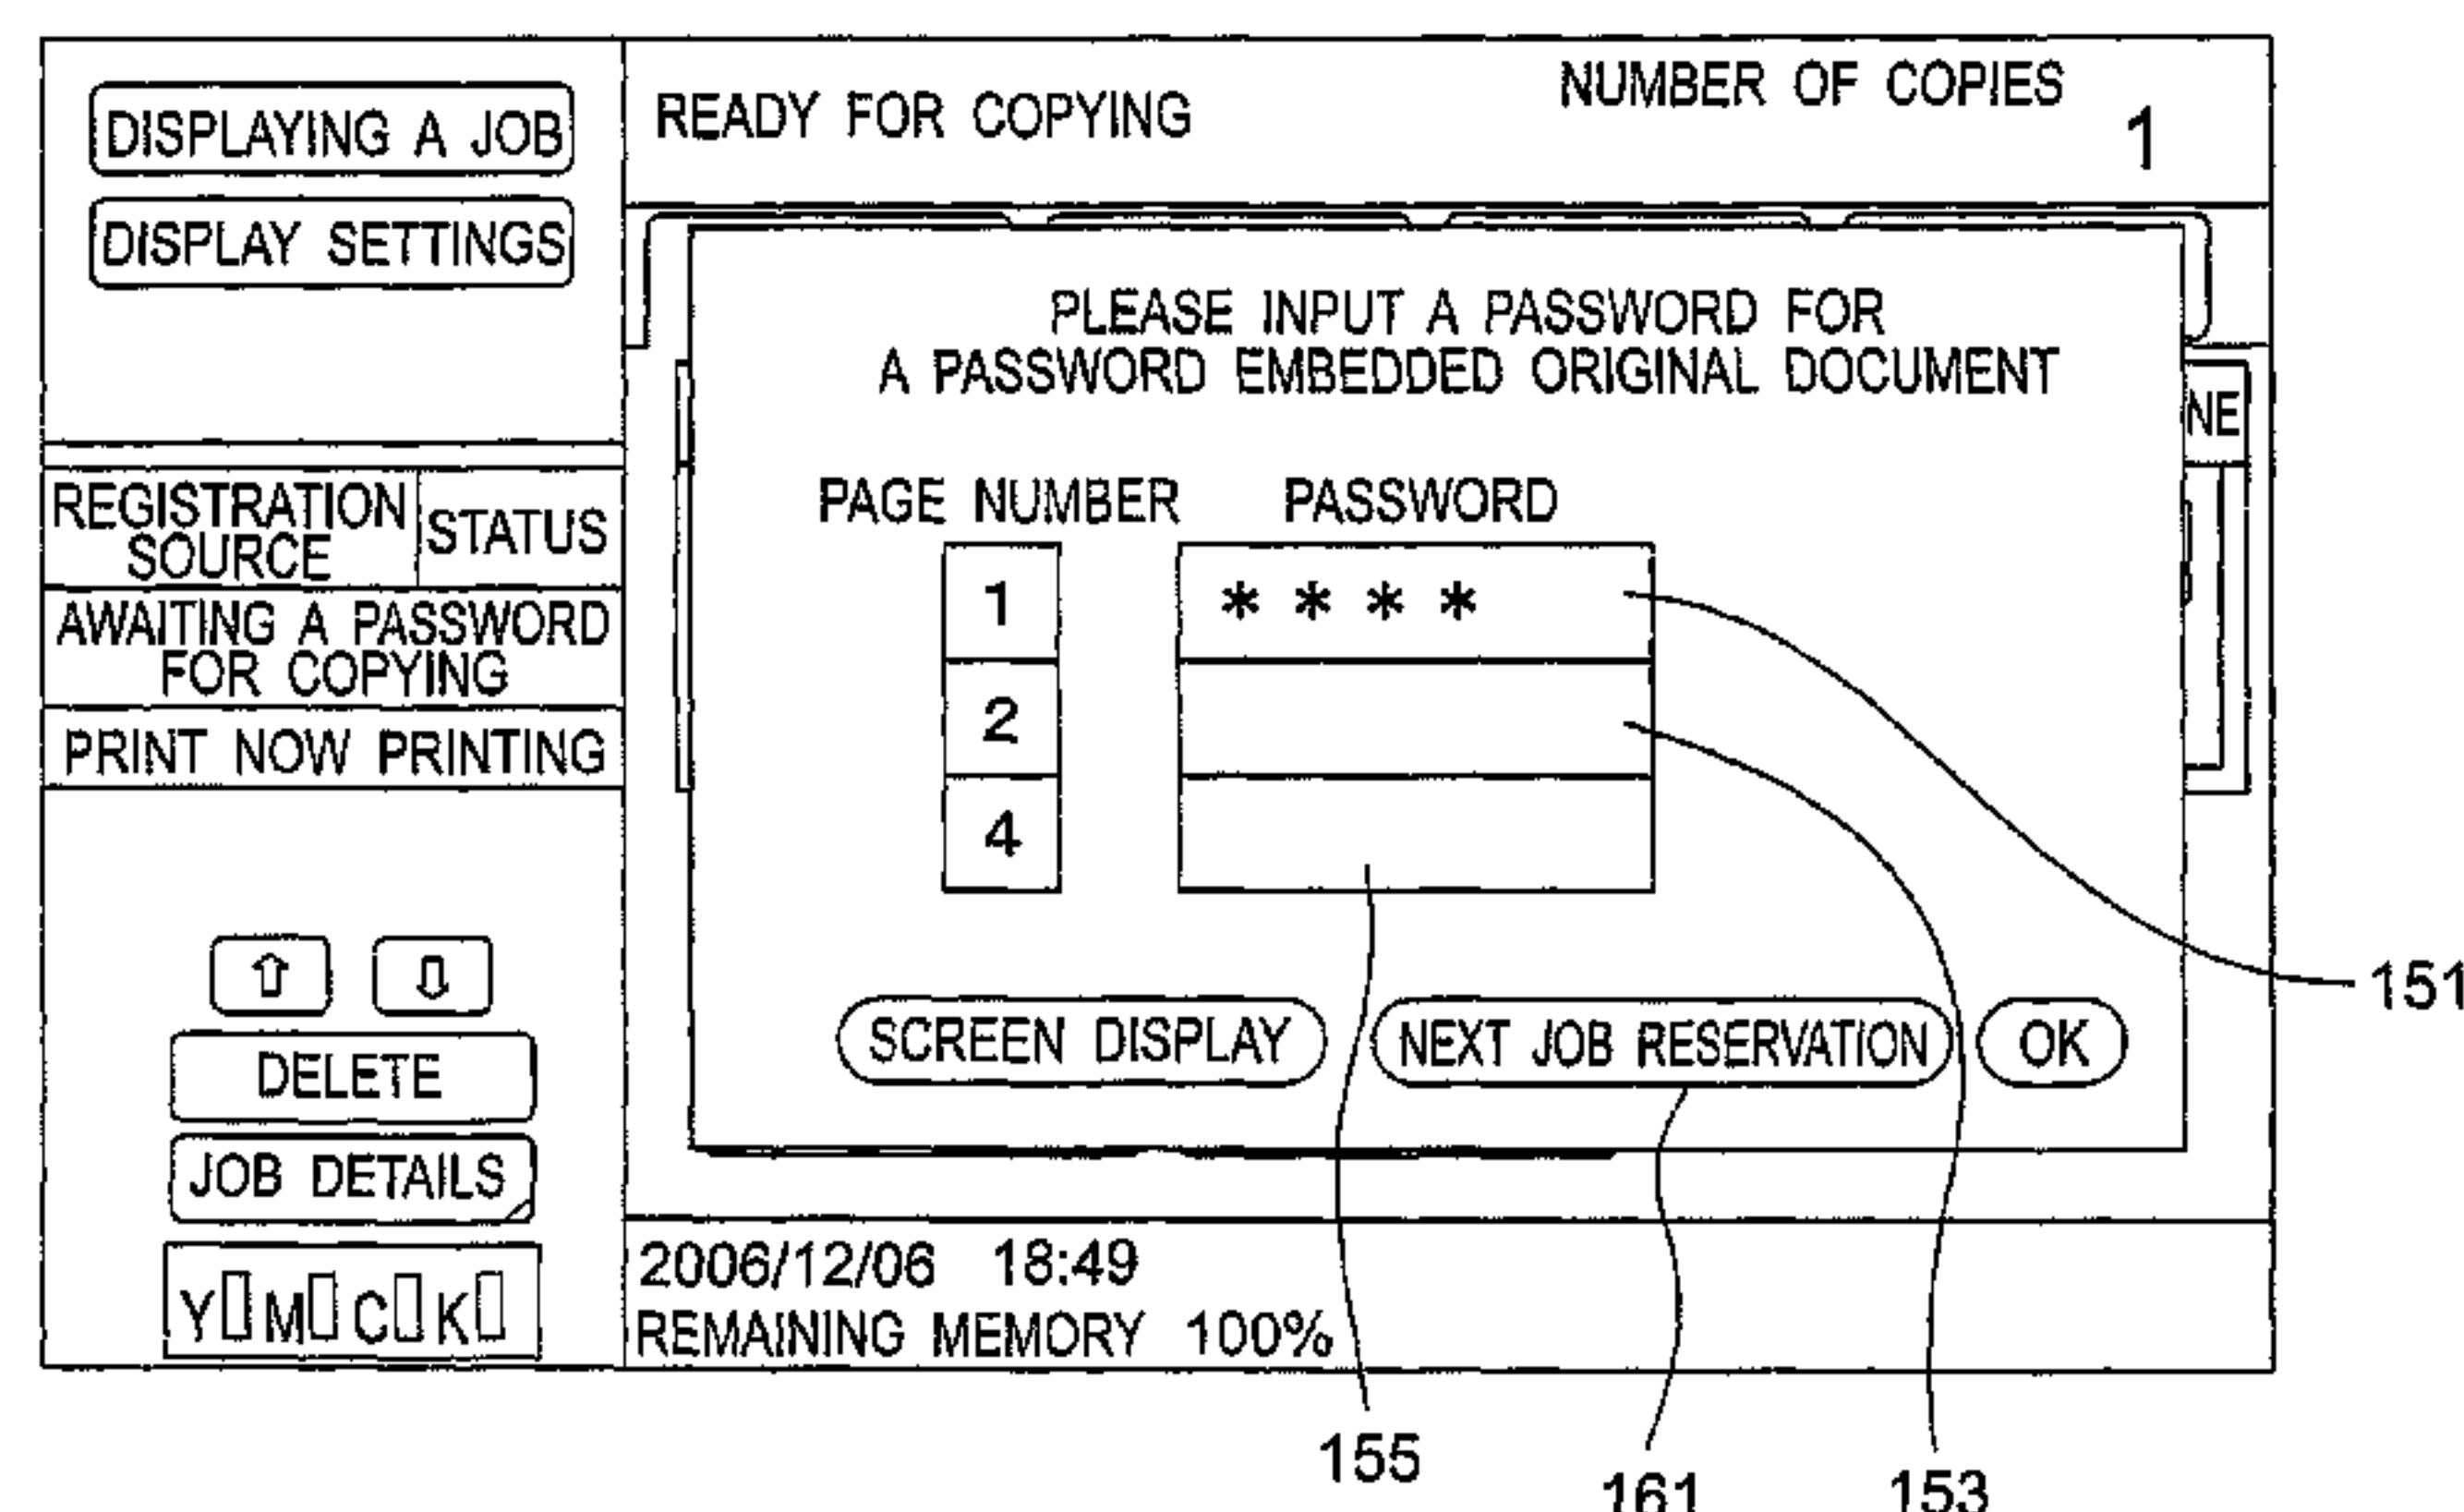 DISPLAYING A JOB
DISPLAY SETTINGS
READY FOR COPYING
NUMBER OF COPIES
1
PLEASE INPUT A PASSWORD FOR
A PASSWORD EMBEDDED ORIGINAL DOCUMENT
NE
REGISTRATION
SOURCE
STATUS
AWAITING A PASSWORD
FOR COPYING
PRINT NOW PRINTING
PAGE NUMBER PASSWORD
1 * * * *
2
4
SCREEN DISPLAY
NEXT JOB RESERVATION
OK
DELETE
JOB DETAILS
Y M C K
2006/12/06 18:49
REMAINING MEMORY 100%
151
155
161
153